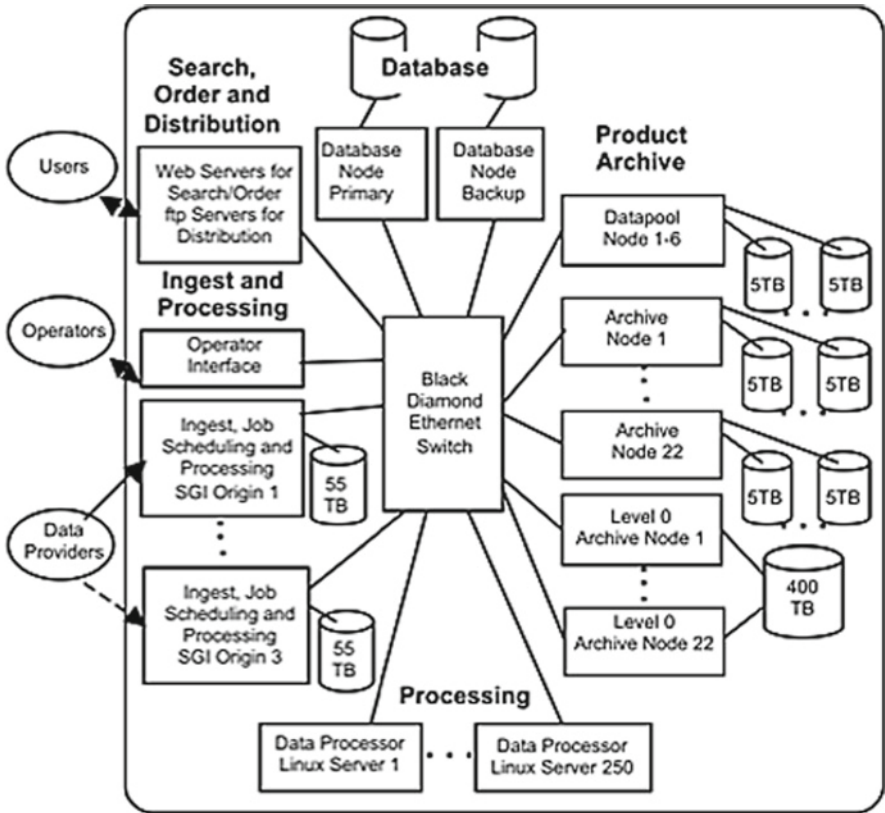 Search,
Order and
Distribution
Database
Users
Web Servers for
Search/Order
ftp Servers for
Distribution
Database
Node
Primary
Database
Node
Backup
Product
Archive
Datapool
Node 1-6
5TB
5TB
Ingest and
Processing
Operators
Operator
Interface
Black
Diamond
Ethernet
Switch
Archive
Node 1
5TB
5TB
Ingest, Job
Scheduling and
Processing
SGI Origin 1
55
TB
Archive
Node 22
5TB
5TB
Data
Providers
Level 0
Archive Node 1
400
TB
Ingest, Job
Scheduling and
Processing
SGI Origin 3
55
TB
Level 0
Archive Node 22
Processing
Data Processor
Linux Server 1
Data Processor
Linux Server 250